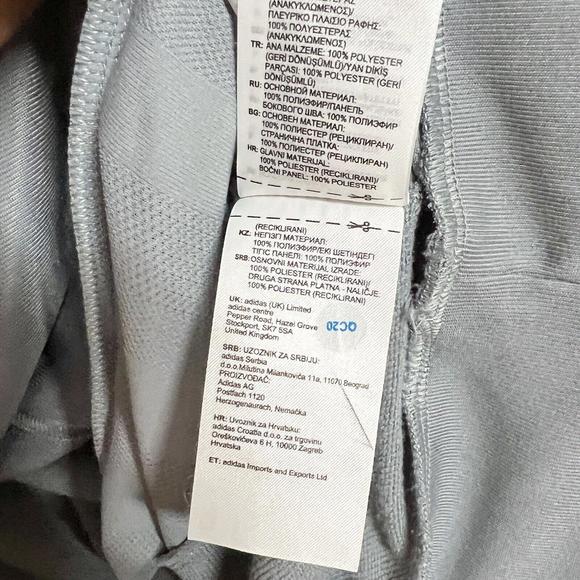 (ΑΝΑΚΥΚΛΩΜΕΝΟΣ)/
ΠΛΕΥΡΙΚΟ ΠΛΑΙΣΙΟ ΡΑΦΗΣ:
100% ΠΟΛΥΕΣΤΕΡΑΣ
(ΑΝΑΚΥΚΛΩΜΕΝΟΣ)
TR: ANA MALZEME: 100% POLYESTER
(GERİ DÖNÜŞÜMLÜ)/YAN DİKİŞ
PARÇASI: 100% POLYESTER (GERİ
DÖNÜŞÜMLÜ)
RU: ОСНОВНОЙ МАТЕРИАЛ:
100% ПОЛИЭФИР/ПАНЕЛЬ
БОКОВОГО ШВА: 100% ПОЛИЭФИР
BG: ОСНОВЕН МАТЕРИАЛ:
100% ПОЛИЕСТЕР (РЕЦИКЛИРАН)/
СТРАНИЧНА ПЛАТКА:
100% ПОЛИЕСТЕР (РЕЦИКЛИРАН)
HR: GLAVNI MATERIJAL:
100% POLIESTER (RECIKLIRANI)/
BOČNI PANEL: 100% POLIESTER
(RECIKLIRANI)
KZ: НЕГІЗГІ МАТЕРИАЛ:
100% ПОЛИЭФИР/ЕКІ ШЕТІНДЕГІ
ТІГІС ПАНЕЛІ: 100% ПОЛИЭФИР
SRB: OSNOVNI MATERIJAL IZRADE:
100% POLIESTER (RECIKLIRANI)/
DRUGA STRANA PLATNA - NALIČJE:
100% POLIESTER (RECIKLIRANI)
UK: adidas (UK) Limited
adidas centre
Pepper Road, Hazel Grove
Stockport, SK7 5SA
United Kingdom
QC20
SRB: UZOZNIK ZA SRBIJU:
adidas Serbia
d.o.o.Milutina Milankovića 11a, 11070 Beograd
PROIZVOĐAČ:
Adidas AG
Postfach 1120
Herzogenaurach, Nemačka
HR: Uvoznik za Hrvatsku:
adidas Croatia d.o.o. za trgovinu
Oreškovićeva 6 H, 10000 Zagreb
Hrvatska
ET: adidas Imports and Exports Ltd